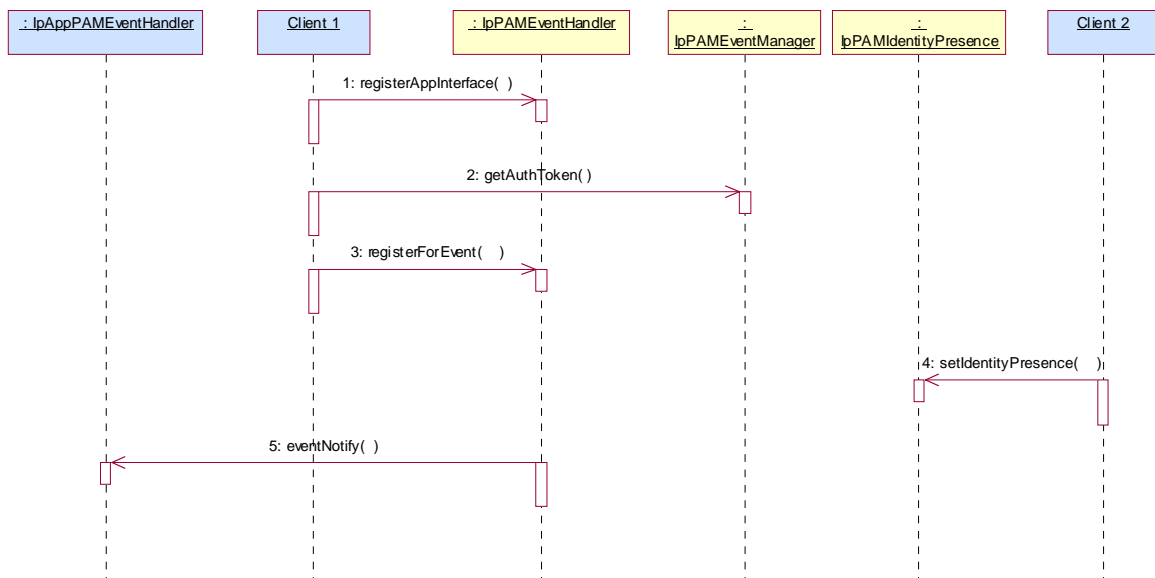 : IpAppPAMEventHandler
Client 1
: IpPAMEventHandler
:
IpPAMEventManager
:
IpPAMIdentityPresence
Client 2
1: registerAppInterface( )
2: getAuthToken( )
3: registerForEvent( )
4: setIdentityPresence( )
5: eventNotify( )